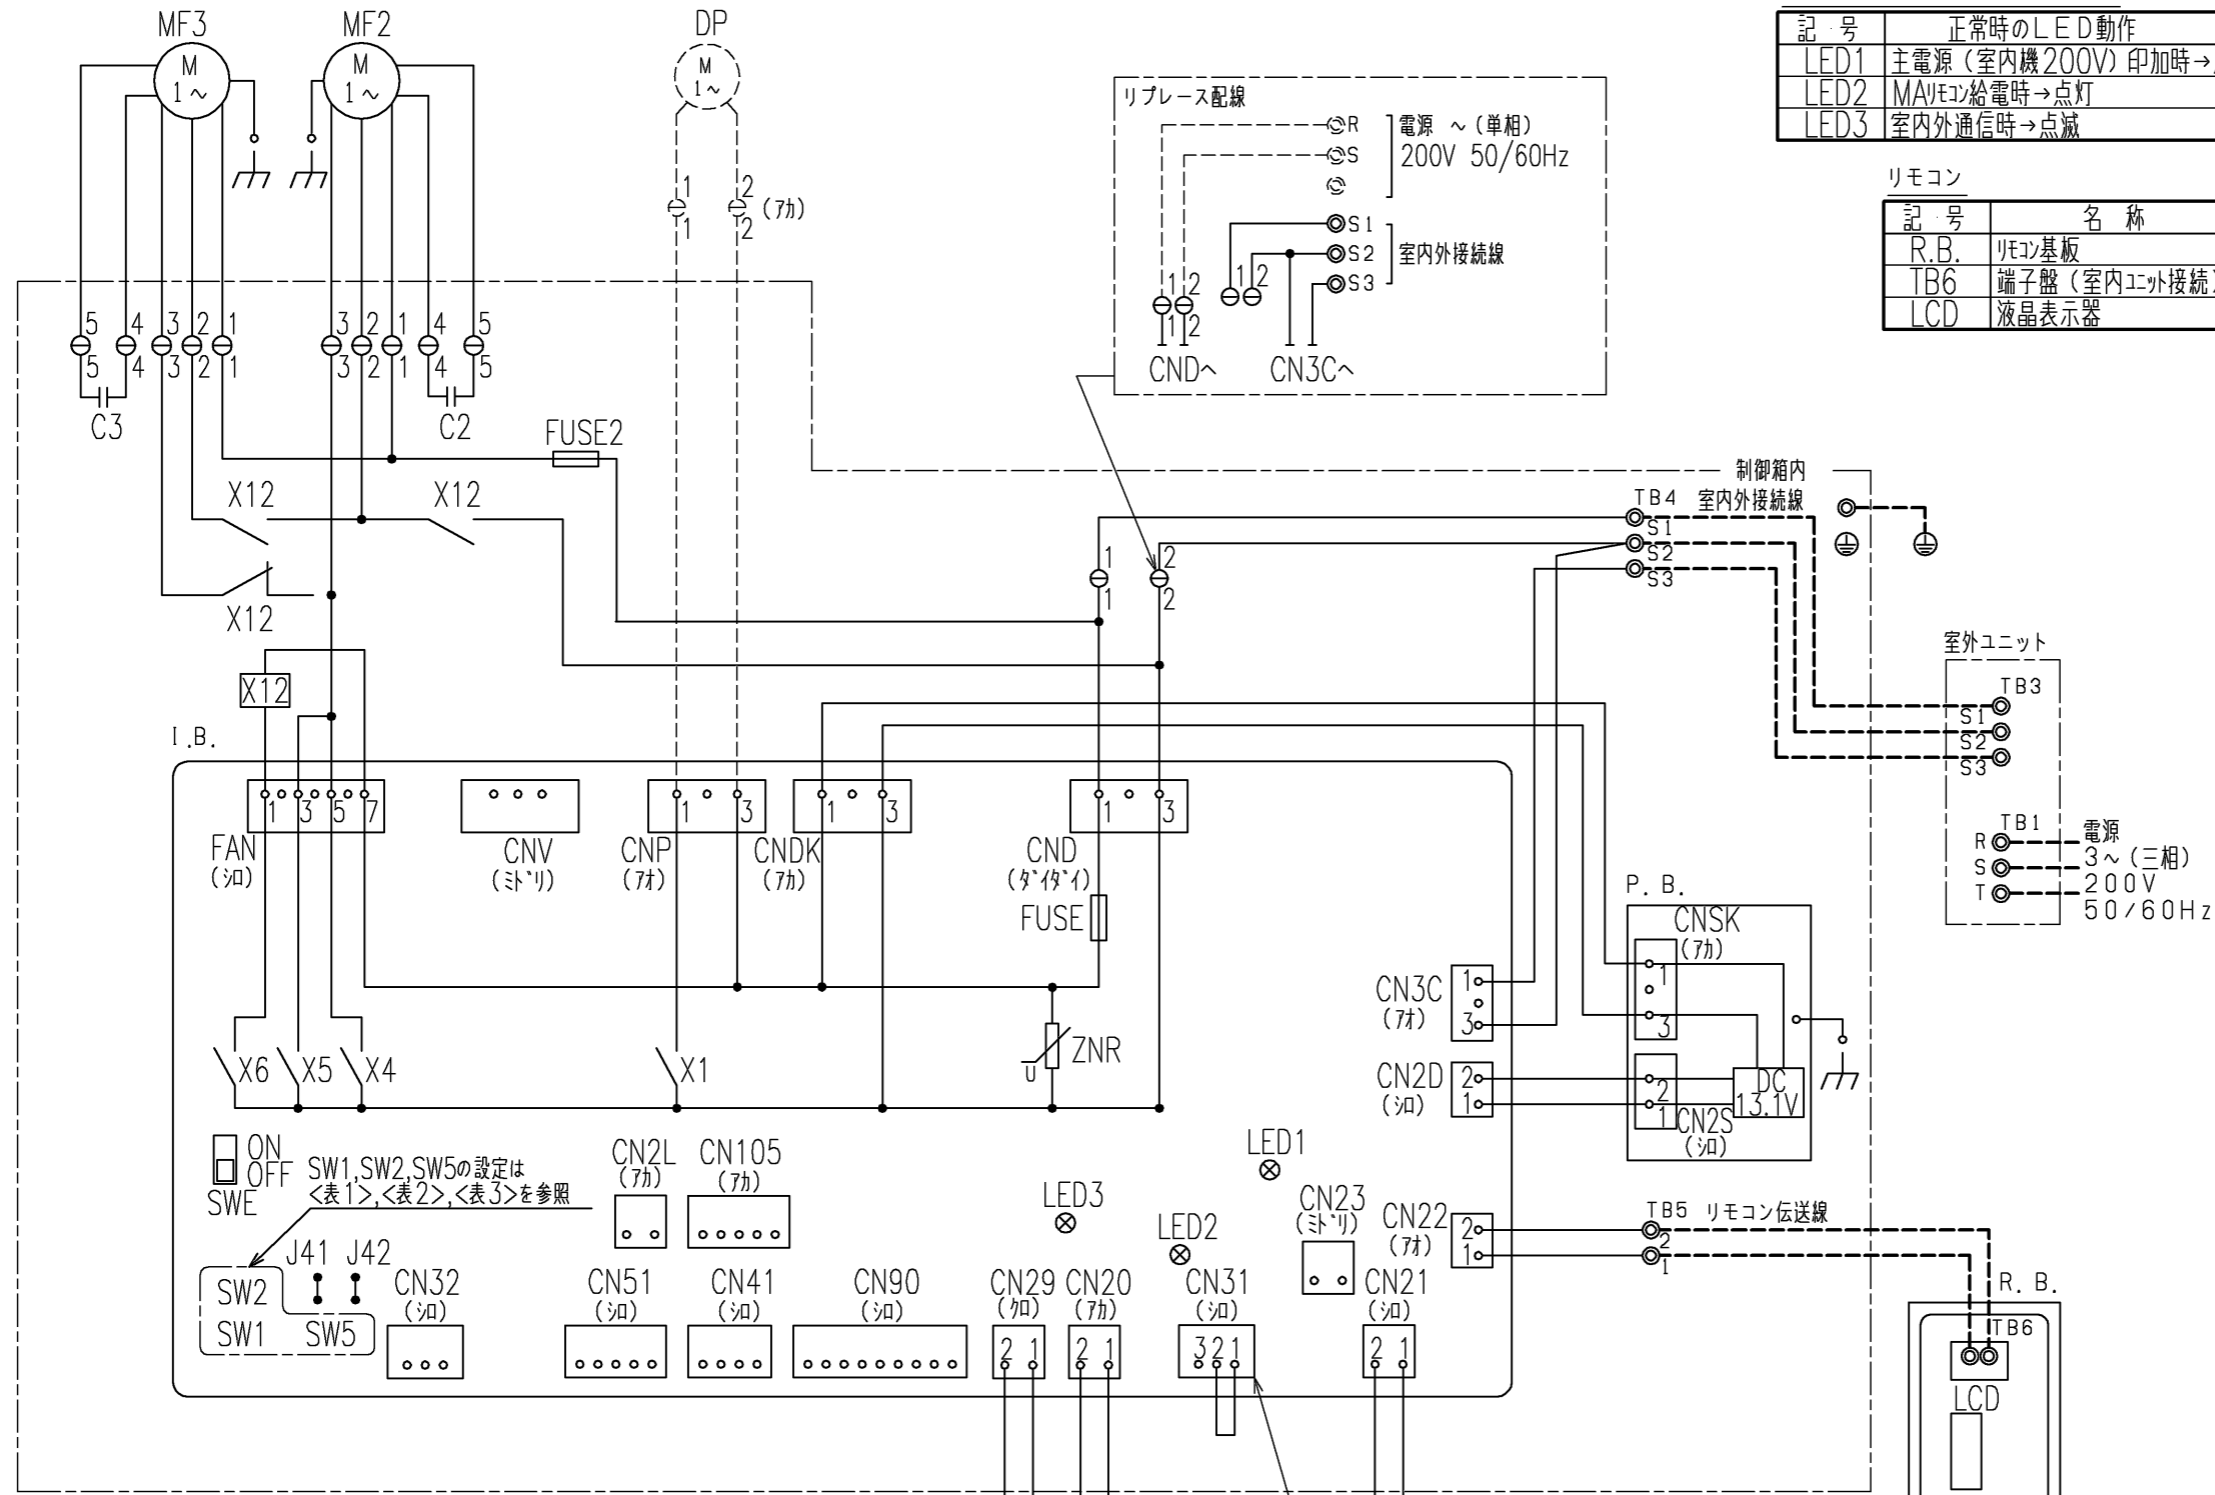 MF3
MF2
DP
M
1~
M
1~
M
1~
リプレース配線
R
S
電源 ~ (単相)
200V 50/60Hz
S1
S2
S3
室内外接続線
1 2
1 2
1 2
CNDへ
CN3Cへ
記号 正常時のLED動作
LED1 主電源(室内機200V)印加時→
LED2 MAリモコン給電時→点灯
LED3 室内外通信時→点滅
リモコン
記号 名称
R.B. リモコン基板
TB6 端子盤(室内ユニット接続)
LCD 液晶表示器
1 2
1 2
(アカ)
5 4 3 2 1
5 4 3 2 1
3 2 1 4 5
3 2 1 4 5
C3
C2
FUSE2
X12
X12
X12
X12
制御箱内
TB4 室内外接続線
S1
S2
S3
1 2
1 2
室外ユニット
TB3
S1
S2
S3
TB1
R
S
T
電源
3~(三相)
200V
50/60Hz
I.B.
1 3 5 7
FAN
(シロ)
CNV
(ミドリ)
1 3
CNP
(アオ)
1 3
CNDK
(アカ)
1 3
CND
(ダイダイ)
FUSE
X6
X5
X4
X1
ZNR
U
P.B.
CNSK
(アカ)
1
3
DC
13.1V
2
1
CN2S
(シロ)
CN3C
(アオ)
1
3
CN2D
(シロ)
2
1
ON
OFF
SWE
SW1,SW2,SW5の設定は
<表1>,<表2>,<表3>を参照
J41
J42
SW2
SW1
SW5
CN2L
(アカ)
CN105
(アカ)
LED3
LED2
LED1
CN23
(ミドリ)
CN22
(アオ)
2
1
TB5 リモコン伝送線
2
1
CN32
(シロ)
CN51
(シロ)
CN41
(シロ)
CN90
(シロ)
CN29
(クロ)
2 1
CN20
(アカ)
2 1
CN31
(シロ)
3 2 1
CN21
(シロ)
2 1
R.B.
TB6
LCD